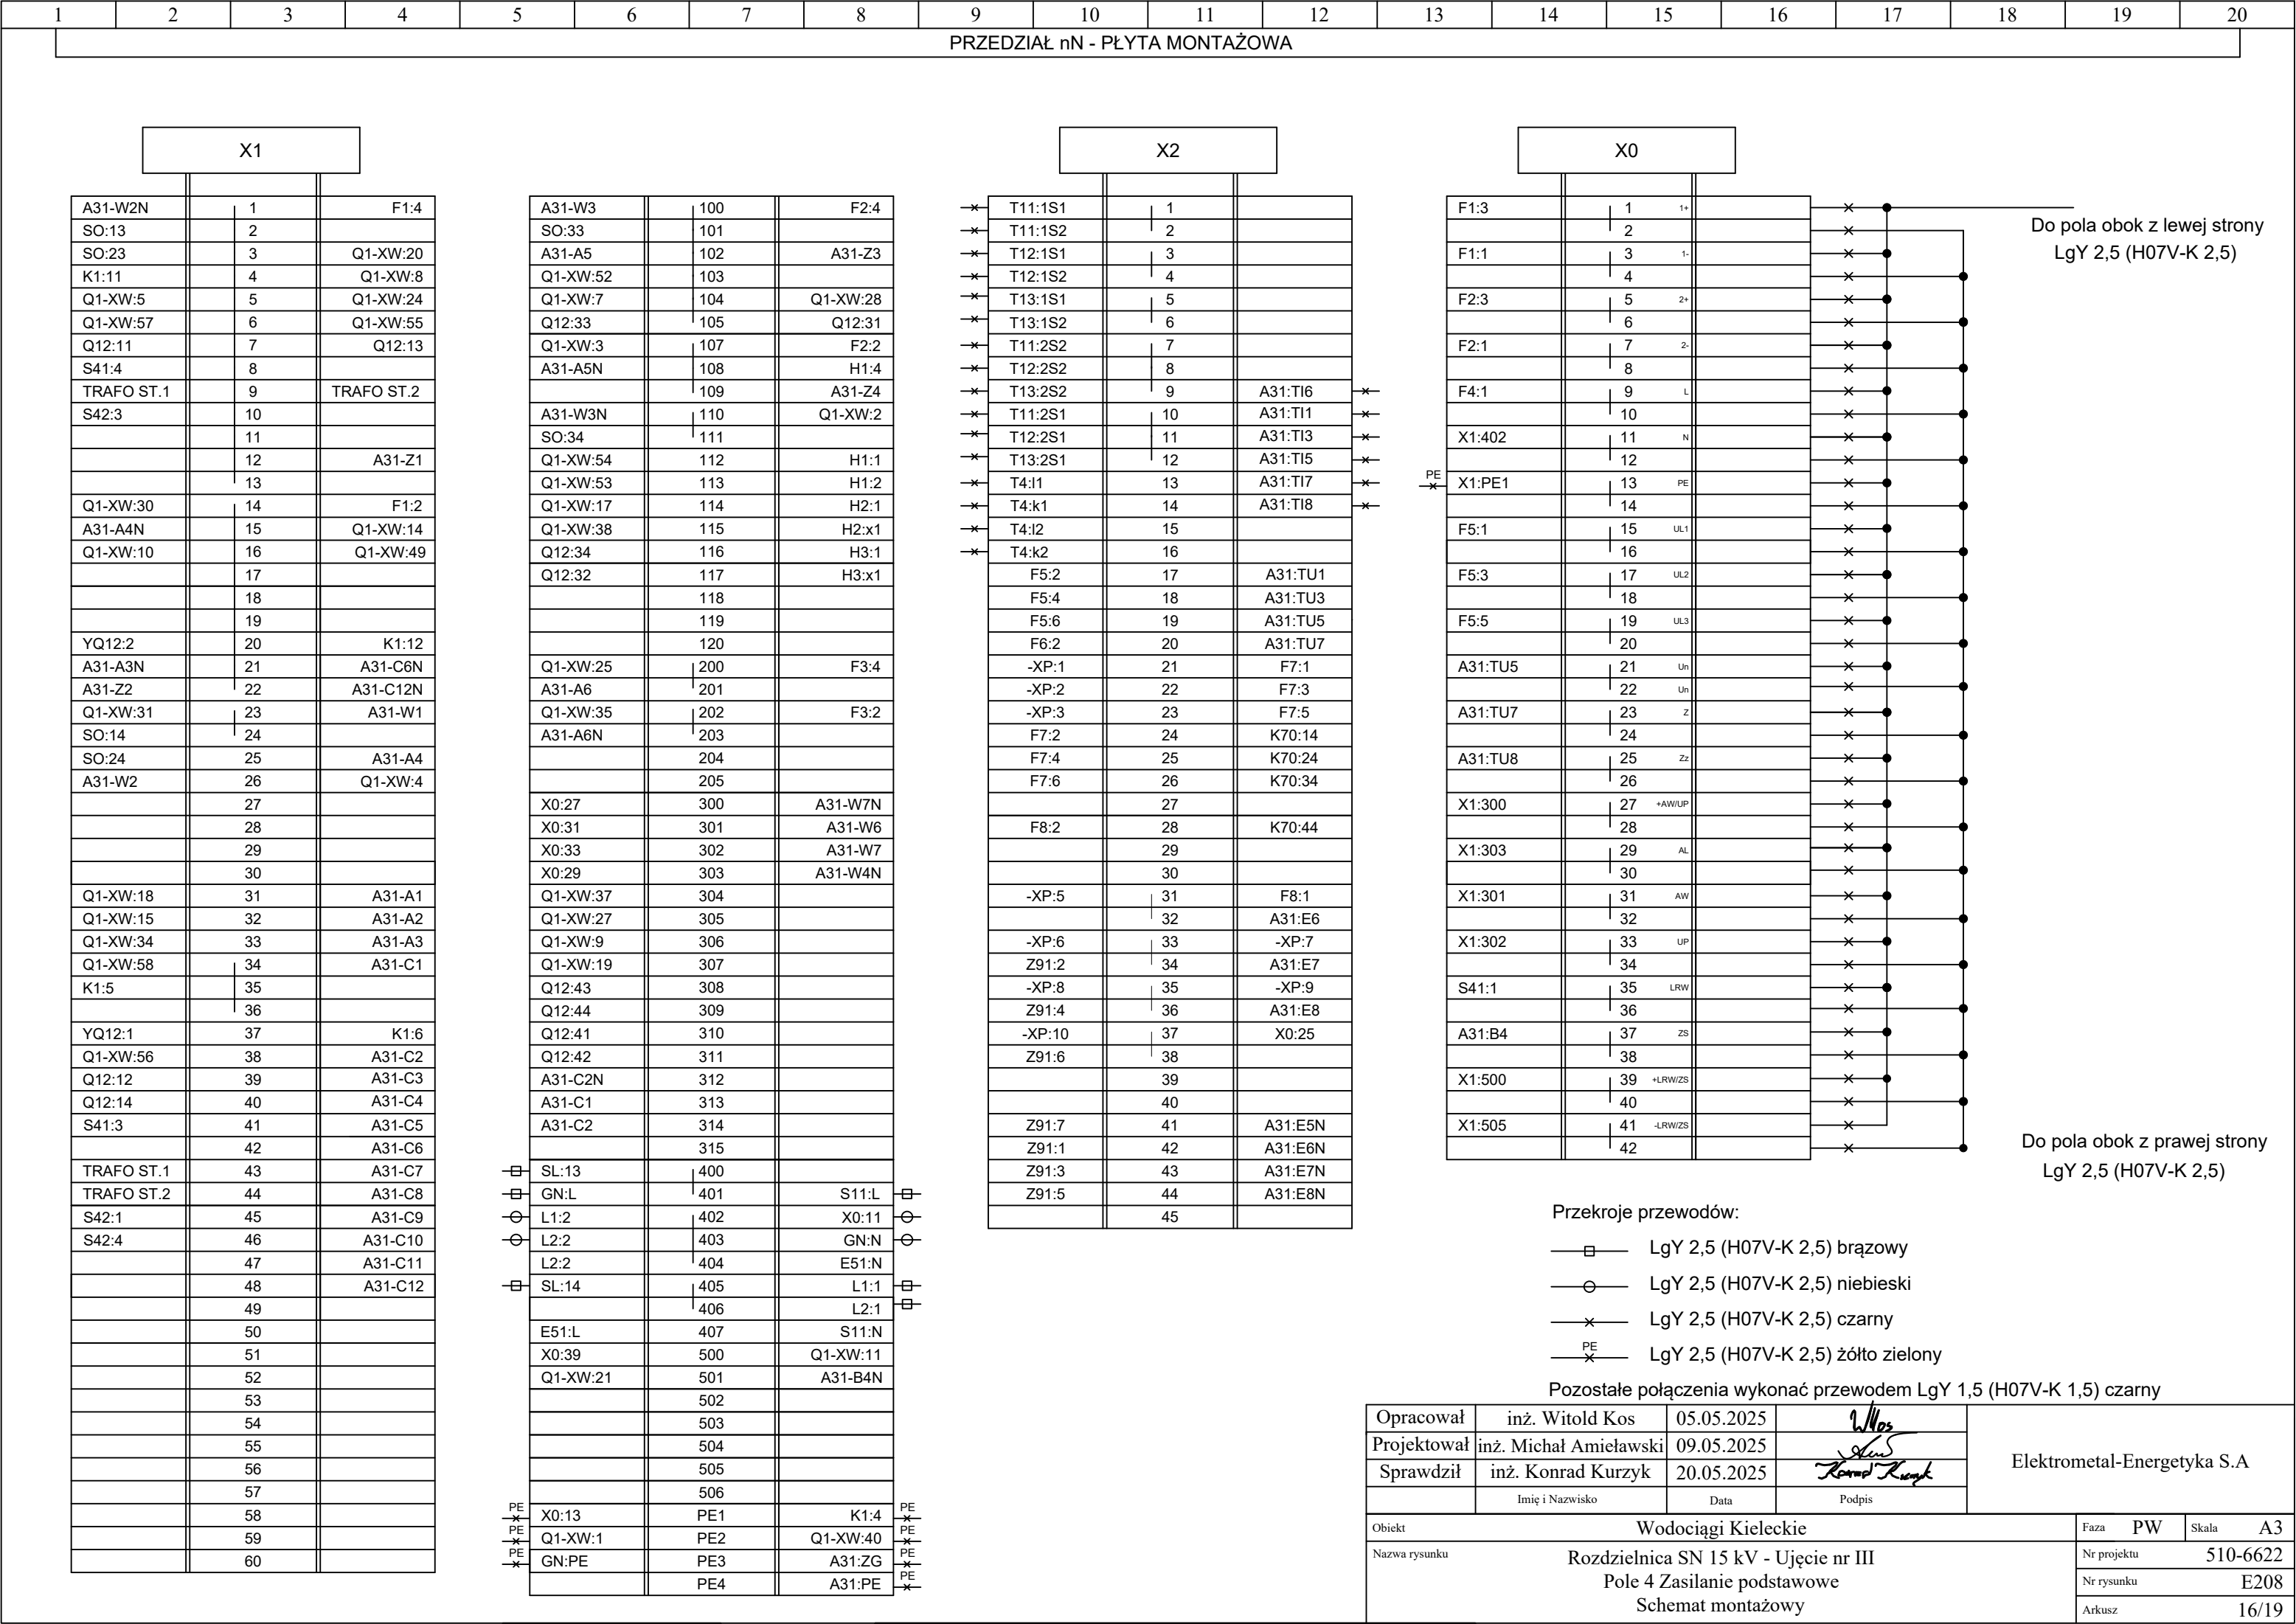 1 2 3 4 5 6 7 8 9 10 11 12 13 14 15 16 17 18 19 20
PRZEDZIAŁ nN - PŁYTA MONTAŻOWA
X1
A31-W2N 1 F1:4
SO:13 2
SO:23 3 Q1-XW:20
K1:11 4 Q1-XW:8
Q1-XW:5 5 Q1-XW:24
Q1-XW:57 6 Q1-XW:55
Q12:11 7 Q12:13
S41:4 8
TRAFO ST.1 9 TRAFO ST.2
S42:3 10
11
12 A31-Z1
13
Q1-XW:30 14 F1:2
A31-A4N 15 Q1-XW:14
Q1-XW:10 16 Q1-XW:49
17
18
19
YQ12:2 20 K1:12
A31-A3N 21 A31-C6N
A31-Z2 22 A31-C12N
Q1-XW:31 23 A31-W1
SO:14 24
SO:24 25 A31-A4
A31-W2 26 Q1-XW:4
27
28
29
30
Q1-XW:18 31 A31-A1
Q1-XW:15 32 A31-A2
Q1-XW:34 33 A31-A3
Q1-XW:58 34 A31-C1
K1:5 35
36
YQ12:1 37 K1:6
Q1-XW:56 38 A31-C2
Q12:12 39 A31-C3
Q12:14 40 A31-C4
S41:3 41 A31-C5
42 A31-C6
TRAFO ST.1 43 A31-C7
TRAFO ST.2 44 A31-C8
S42:1 45 A31-C9
S42:4 46 A31-C10
47 A31-C11
48 A31-C12
49
50
51
52
53
54
55
56
57
58
59
60
A31-W3 100 F2:4
SO:33 101
A31-A5 102 A31-Z3
Q1-XW:52 103
Q1-XW:7 104 Q1-XW:28
Q12:33 105 Q12:31
Q1-XW:3 107 F2:2
A31-A5N 108 H1:4
109 A31-Z4
A31-W3N 110 Q1-XW:2
SO:34 111
Q1-XW:54 112 H1:1
Q1-XW:53 113 H1:2
Q1-XW:17 114 H2:1
Q1-XW:38 115 H2:x1
Q12:34 116 H3:1
Q12:32 117 H3:x1
118
119
120
Q1-XW:25 200 F3:4
A31-A6 201
Q1-XW:35 202 F3:2
A31-A6N 203
204
205
X0:27 300 A31-W7N
X0:31 301 A31-W6
X0:33 302 A31-W7
X0:29 303 A31-W4N
Q1-XW:37 304
Q1-XW:27 305
Q1-XW:9 306
Q1-XW:19 307
Q12:43 308
Q12:44 309
Q12:41 310
Q12:42 311
A31-C2N 312
A31-C1 313
A31-C2 314
315
SL:13 400
GN:L 401 S11:L
L1:2 402 X0:11
L2:2 403 GN:N
L2:2 404 E51:N
SL:14 405 L1:1
406 L2:1
E51:L 407 S11:N
X0:39 500 Q1-XW:11
Q1-XW:21 501 A31-B4N
502
503
504
505
506
PE X0:13 PE1 K1:4 PE
PE Q1-XW:1 PE2 Q1-XW:40 PE
PE GN:PE PE3 A31:ZG PE
PE4 A31:PE PE
X2
T11:1S1 1
T11:1S2 2
T12:1S1 3
T12:1S2 4
T13:1S1 5
T13:1S2 6
T11:2S2 7
T12:2S2 8
T13:2S2 9 A31:TI6
T11:2S1 10 A31:TI1
T12:2S1 11 A31:TI3
T13:2S1 12 A31:TI5
T4:l1 13 A31:TI7
T4:k1 14 A31:TI8
T4:l2 15
T4:k2 16
F5:2 17 A31:TU1
F5:4 18 A31:TU3
F5:6 19 A31:TU5
F6:2 20 A31:TU7
-XP:1 21 F7:1
-XP:2 22 F7:3
-XP:3 23 F7:5
F7:2 24 K70:14
F7:4 25 K70:24
F7:6 26 K70:34
27
F8:2 28 K70:44
29
30
-XP:5 31 F8:1
32 A31:E6
-XP:6 33 -XP:7
Z91:2 34 A31:E7
-XP:8 35 -XP:9
Z91:4 36 A31:E8
-XP:10 37 X0:25
Z91:6 38
39
40
Z91:7 41 A31:E5N
Z91:1 42 A31:E6N
Z91:3 43 A31:E7N
Z91:5 44 A31:E8N
45
X0
F1:3 1 1+
2
F1:1 3 1-
4
F2:3 5 2+
6
F2:1 7 2-
8
F4:1 9 L
10
X1:402 11 N
12
PE X1:PE1 13 PE
14
F5:1 15 UL1
16
F5:3 17 UL2
18
F5:5 19 UL3
20
A31:TU5 21 Un
22 Un
A31:TU7 23 Z
24
A31:TU8 25 Zz
26
X1:300 27 +AW/UP
28
X1:303 29 AL
30
X1:301 31 AW
32
X1:302 33 UP
34
S41:1 35 LRW
36
A31:B4 37 ZS
38
X1:500 39 +LRW/ZS
40
X1:505 41 -LRW/ZS
42
Do pola obok z lewej strony
LgY 2,5 (H07V-K 2,5)
Do pola obok z prawej strony
LgY 2,5 (H07V-K 2,5)
Przekroje przewodów:
LgY 2,5 (H07V-K 2,5) brązowy
LgY 2,5 (H07V-K 2,5) niebieski
LgY 2,5 (H07V-K 2,5) czarny
PE LgY 2,5 (H07V-K 2,5) żółto zielony
Pozostałe połączenia wykonać przewodem LgY 1,5 (H07V-K 1,5) czarny
Opracował inż. Witold Kos 05.05.2025
Projektował inż. Michał Amieławski 09.05.2025
Sprawdził inż. Konrad Kurzyk 20.05.2025 Konrad Kurzyk
Imię i Nazwisko Data Podpis
Elektrometal-Energetyka S.A
Obiekt Wodociągi Kieleckie
Faza PW Skala A3
Nazwa rysunku Rozdzielnica SN 15 kV - Ujęcie nr III
Pole 4 Zasilanie podstawowe
Schemat montażowy
Nr projektu 510-6622
Nr rysunku E208
Arkusz 16/19